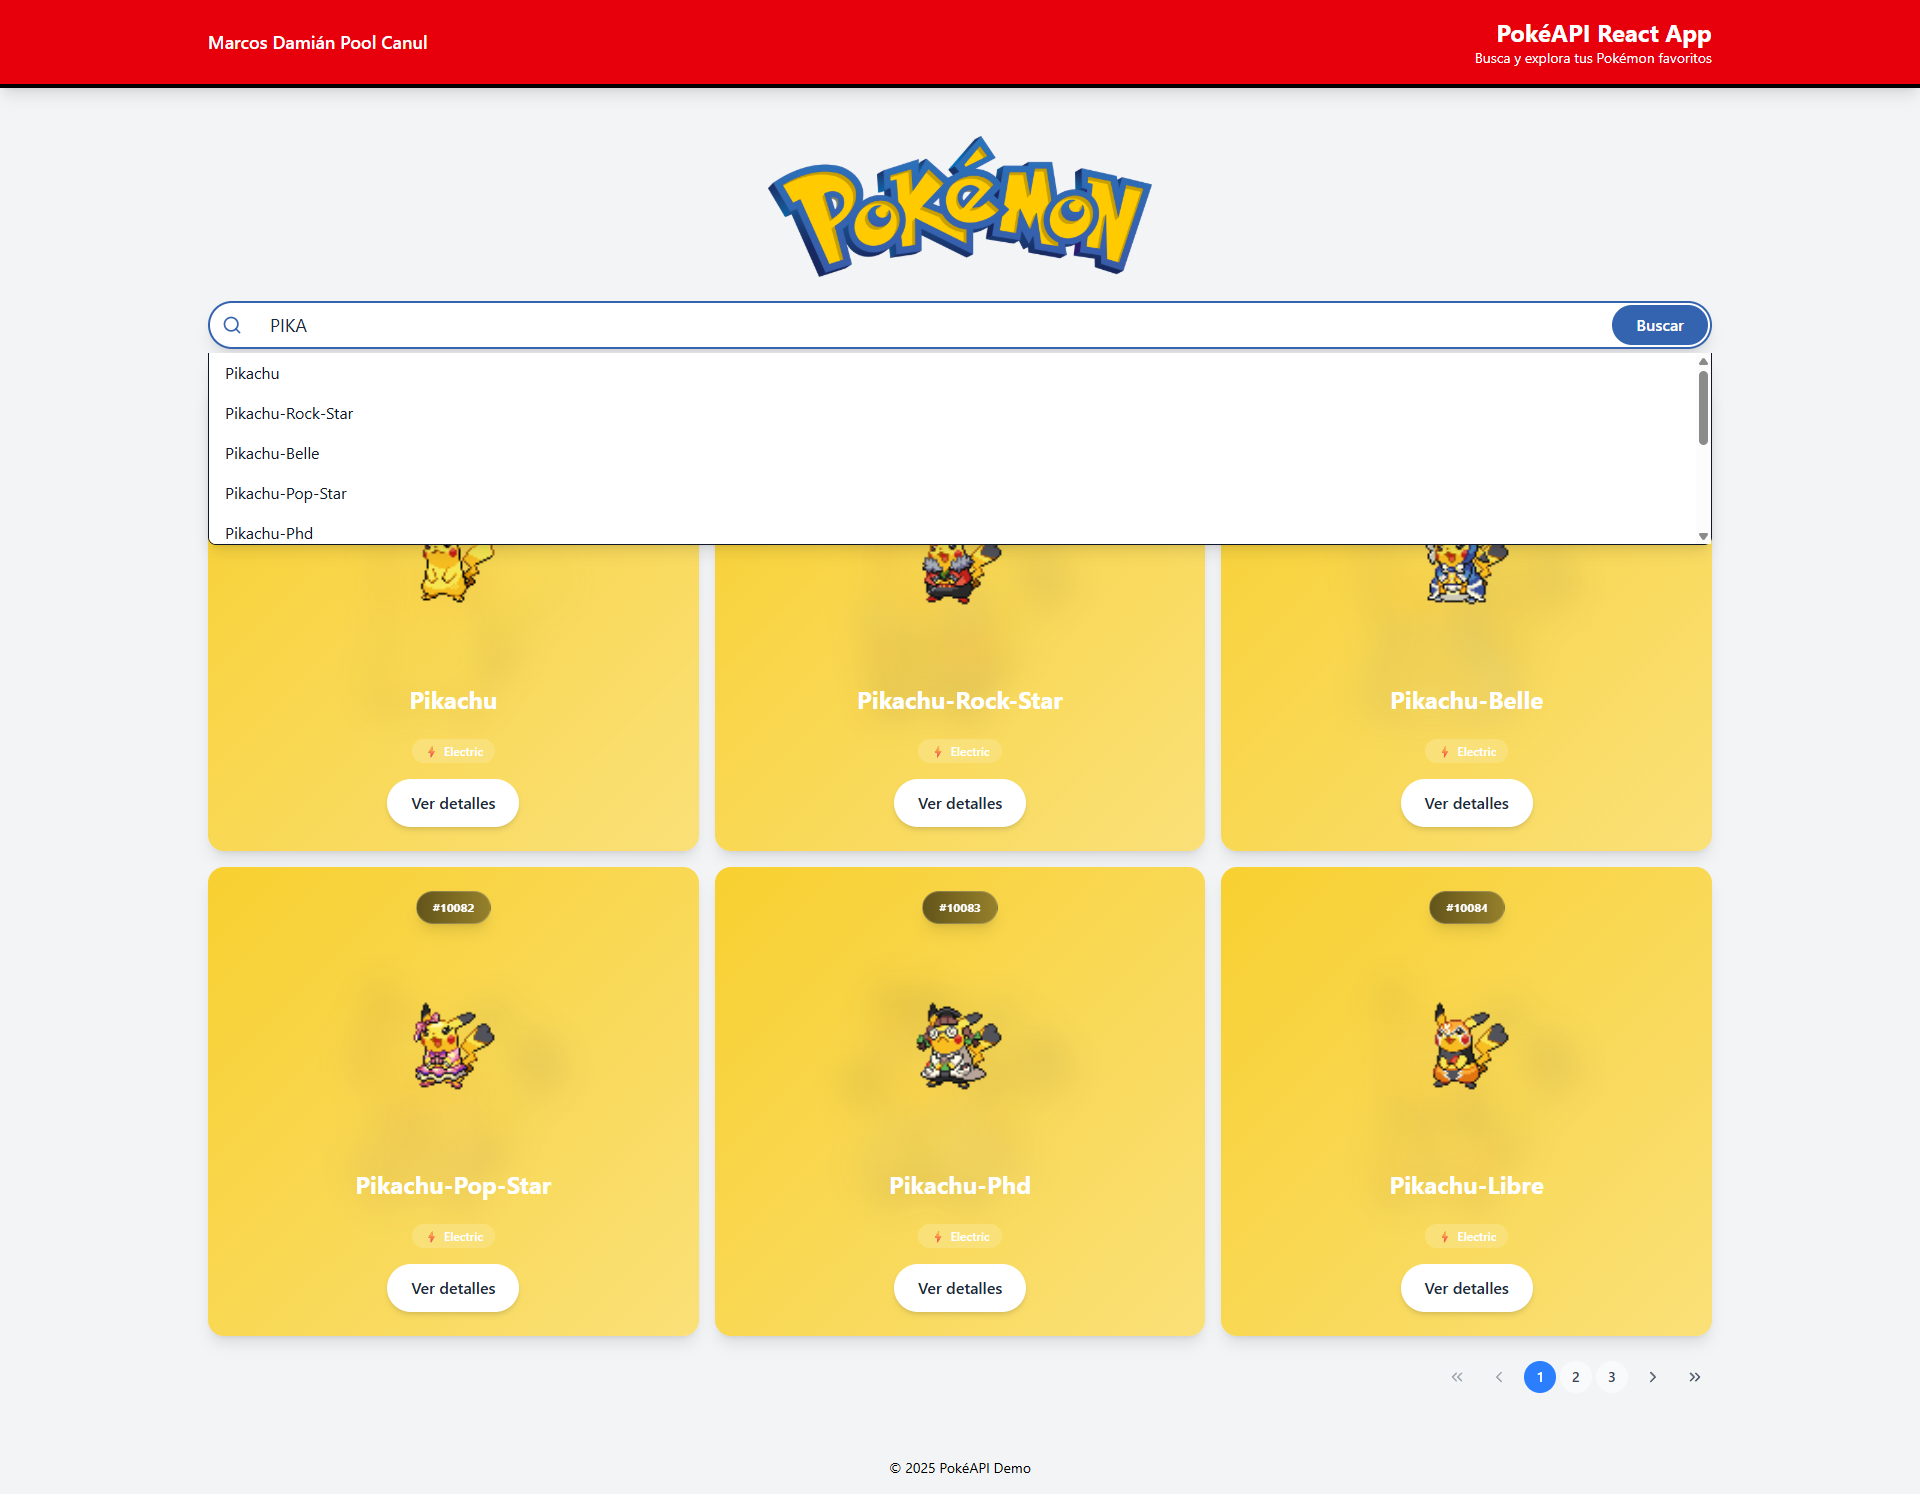 Marcos Damián Pool Canul
PokéAPI React App
Busca y explora tus Pokémon favoritos
POKéMON
PIKA
Buscar
Pikachu
Pikachu-Rock-Star
Pikachu-Belle
Pikachu-Pop-Star
Pikachu-Phd
Pikachu
Pikachu-Rock-Star
Pikachu-Belle
Electric
Electric
Electric
Ver detalles
Ver detalles
Ver detalles
#10082
#10083
#10084
Pikachu-Pop-Star
Pikachu-Phd
Pikachu-Libre
Electric
Electric
Electric
Ver detalles
Ver detalles
Ver detalles
« ‹ 1 2 3 › »
© 2025 PokéAPI Demo